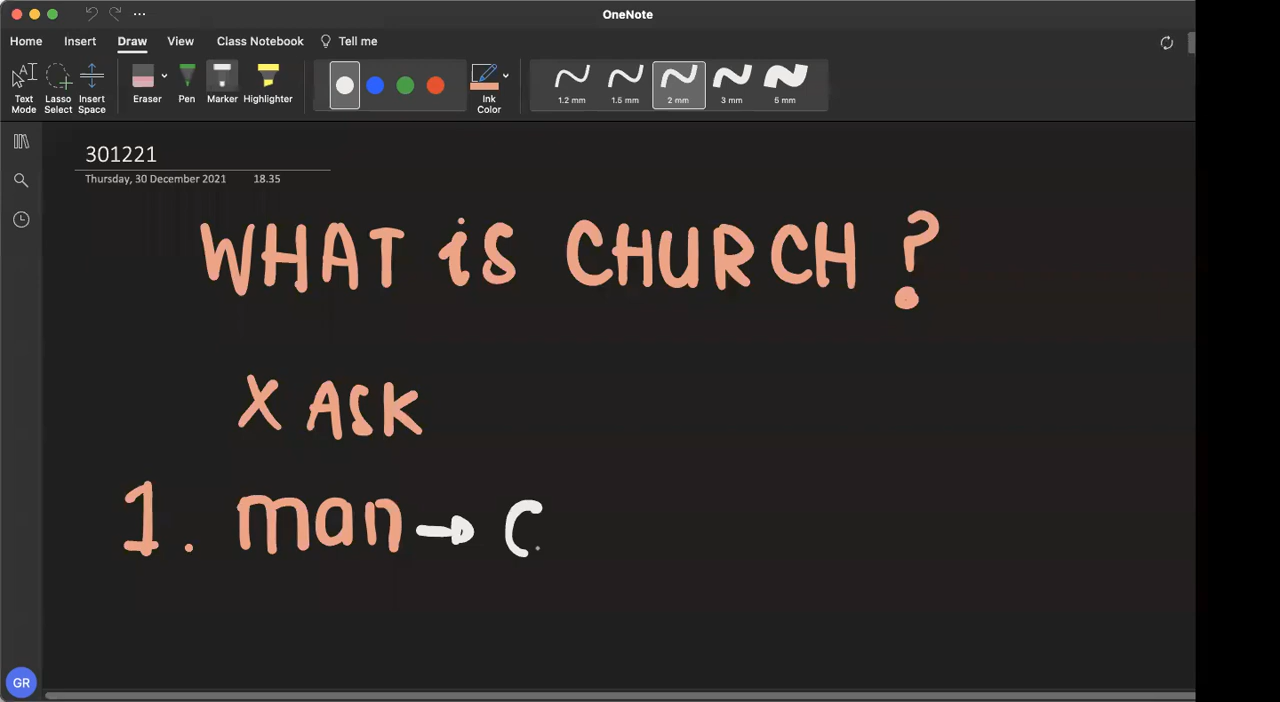 OneNote
Home Insert Draw View Class Notebook Tell me
Text Mode
Lasso Select
Insert Space
Eraser
Pen
Marker
Highlighter
Ink Color
1.2 mm
1.5 mm
2 mm
3 mm
5 mm
301221
Thursday, 30 December 2021 18.35
WHAT iS CHURCH ?
X ASK
1. man → C
GR